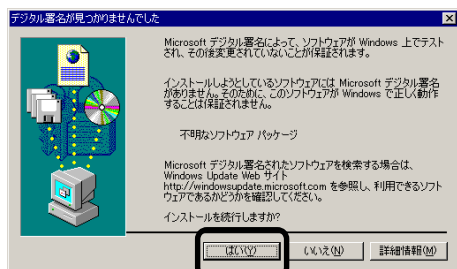 デジタル署名が見つかりませんでした
Microsoft デジタル署名によって、ソフトウェアが Windows 上でテスト
され、その後変更されていないことが保証されます。
インストールしようとしているソフトウェアには Microsoft デジタル署名
がありません。そのために、このソフトウェアが Windows で正しく動作
することは保証されません。
不明なソフトウェア パッケージ
Microsoft デジタル署名されたソフトウェアを検索する場合は、
Windows Update Web サイト
http://windowsupdate.microsoft.com を参照し、利用できるソフト
ウェアであるかどうかを確認してください。
インストールを続行しますか?
はい(Y) いいえ(N) 詳細情報(M)